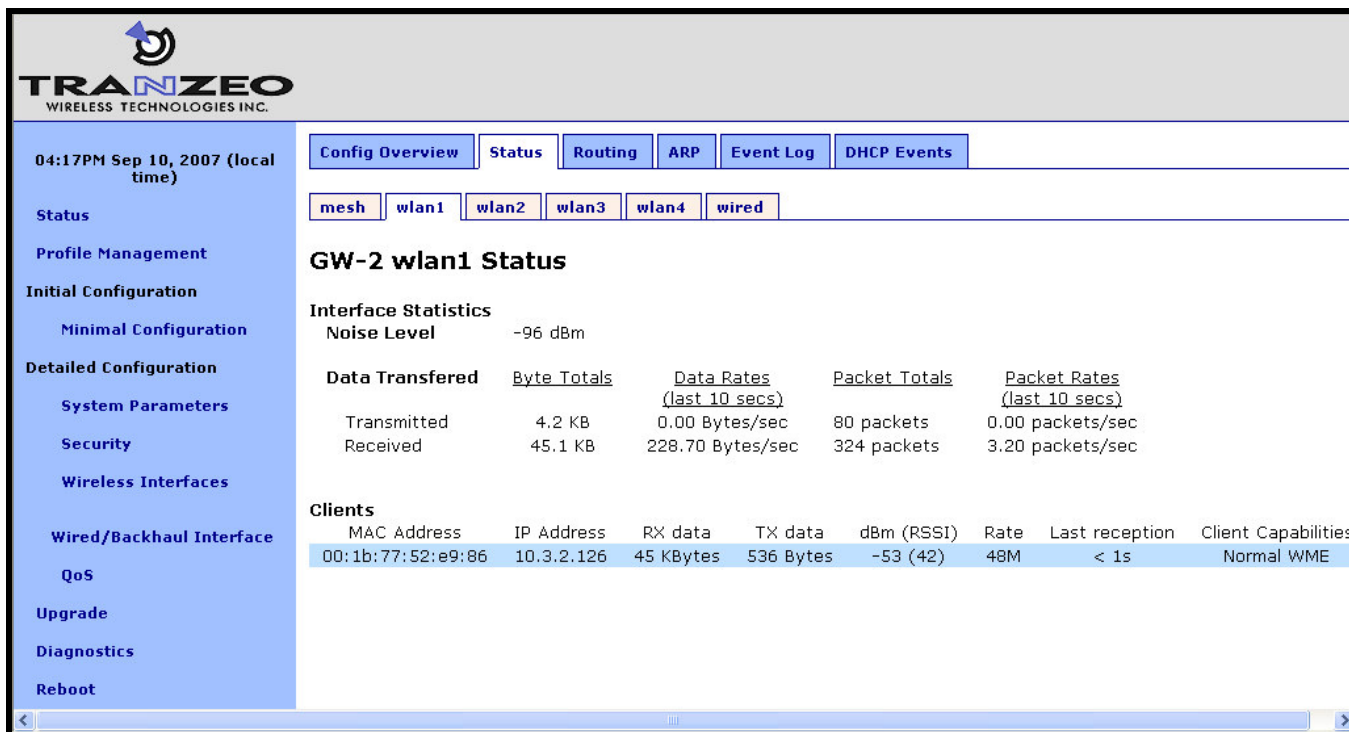 TRANZEO
WIRELESS TECHNOLOGIES INC.
04:17PM Sep 10, 2007 (local
time)
Status
Profile Management
Initial Configuration
Minimal Configuration
Detailed Configuration
System Parameters
Security
Wireless Interfaces
Wired/Backhaul Interface
QoS
Upgrade
Diagnostics
Reboot
Config Overview Status Routing ARP Event Log DHCP Events
mesh wlan1 wlan2 wlan3 wlan4 wired
GW-2 wlan1 Status
Interface Statistics
Noise Level -96 dBm
Data Transfered Byte Totals Data Rates Packet Totals Packet Rates
(last 10 secs) (last 10 secs)
Transmitted 4.2 KB 0.00 Bytes/sec 80 packets 0.00 packets/sec
Received 45.1 KB 228.70 Bytes/sec 324 packets 3.20 packets/sec
Clients
MAC Address IP Address RX data TX data dBm (RSSI) Rate Last reception Client Capabilities
00:1b:77:52:e9:86 10.3.2.126 45 KBytes 536 Bytes -53 (42) 48M < 1s Normal WME